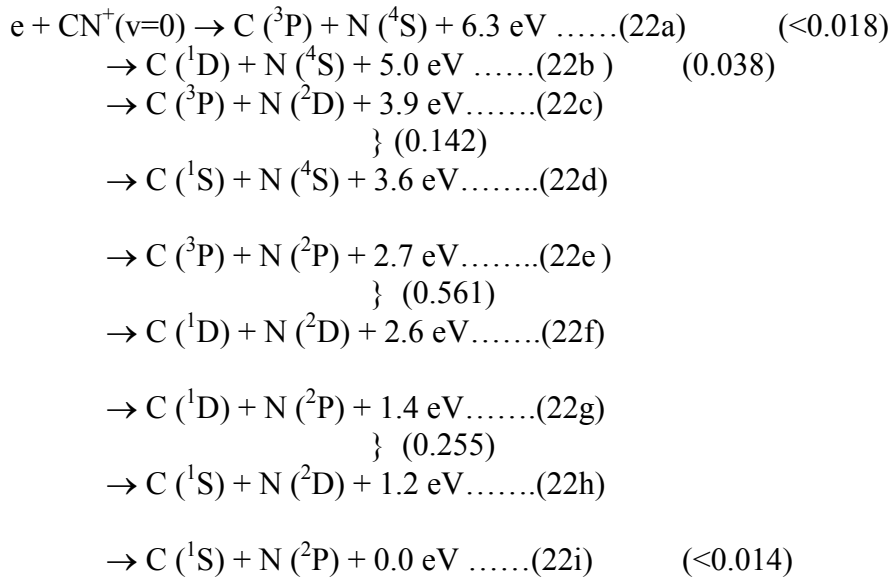 e + CN⁺(v=0) → C (³P) + N (⁴S) + 6.3 eV ……(22a) (<0.018)
→ C (¹D) + N (⁴S) + 5.0 eV ……(22b ) (0.038)
→ C (³P) + N (²D) + 3.9 eV…….(22c)
} (0.142)
→ C (¹S) + N (⁴S) + 3.6 eV……..(22d)
→ C (³P) + N (²P) + 2.7 eV……..(22e )
} (0.561)
→ C (¹D) + N (²D) + 2.6 eV…….(22f)
→ C (¹D) + N (²P) + 1.4 eV…….(22g)
} (0.255)
→ C (¹S) + N (²D) + 1.2 eV…….(22h)
→ C (¹S) + N (²P) + 0.0 eV ……(22i) (<0.014)